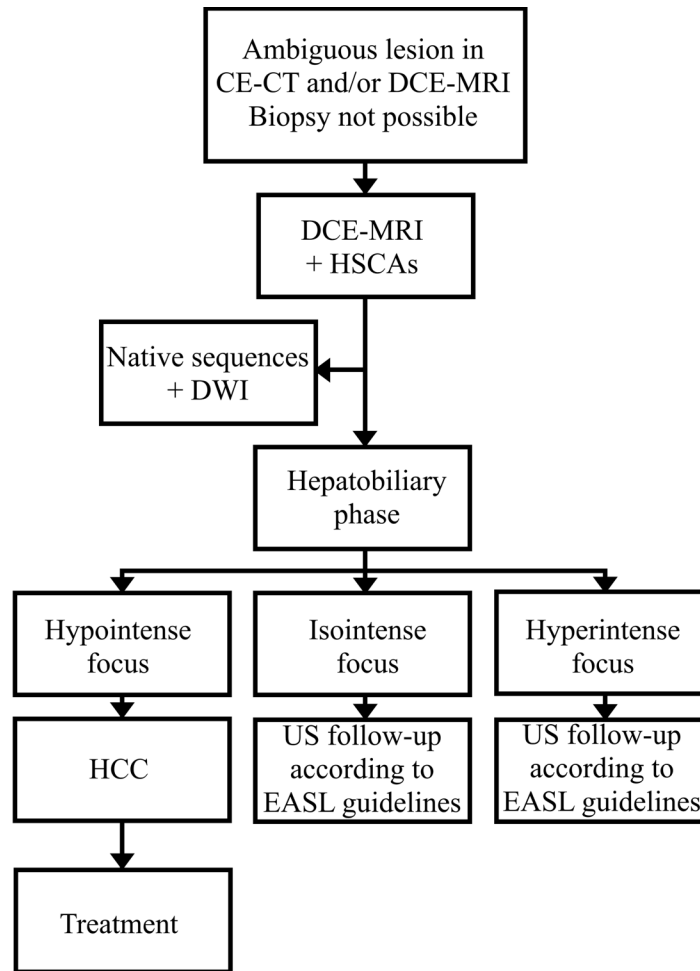 Ambiguous lesion in
CE-CT and/or DCE-MRI
Biopsy not possible
DCE-MRI
+ HSCAs
Native sequences
+ DWI
Hepatobiliary
phase
Hypointense
focus
Isointense
focus
Hyperintense
focus
HCC
US follow-up
according to
EASL guidelines
US follow-up
according to
EASL guidelines
Treatment